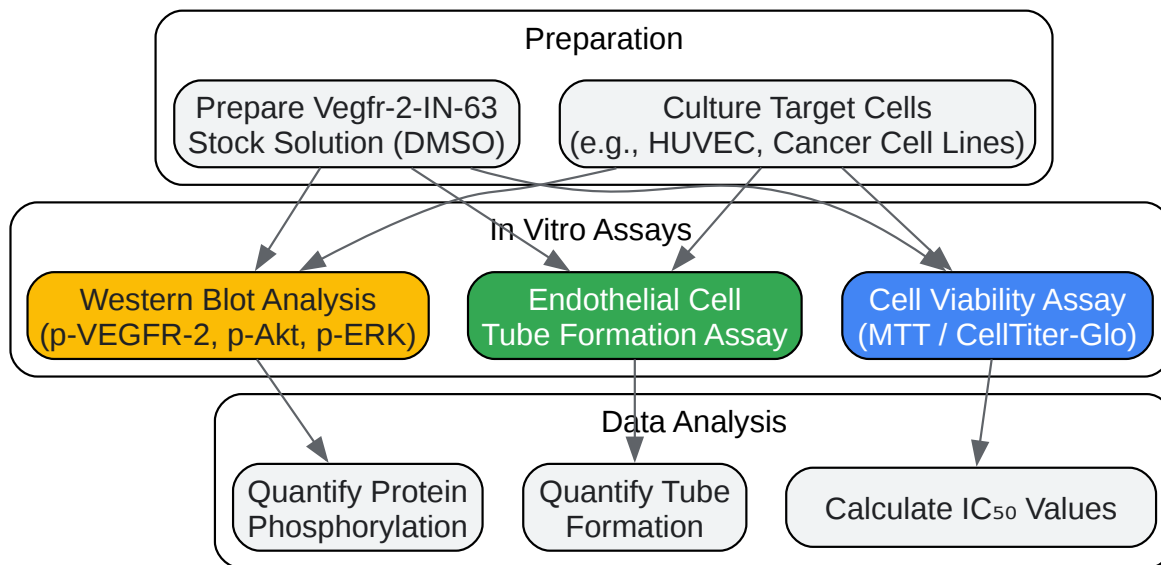 Preparation
Prepare Vegfr-2-IN-63
Stock Solution (DMSO)
Culture Target Cells
(e.g., HUVEC, Cancer Cell Lines)
In Vitro Assays
Western Blot Analysis
(p-VEGFR-2, p-Akt, p-ERK)
Endothelial Cell
Tube Formation Assay
Cell Viability Assay
(MTT / CellTiter-Glo)
Data Analysis
Quantify Protein
Phosphorylation
Quantify Tube
Formation
Calculate IC₅₀ Values